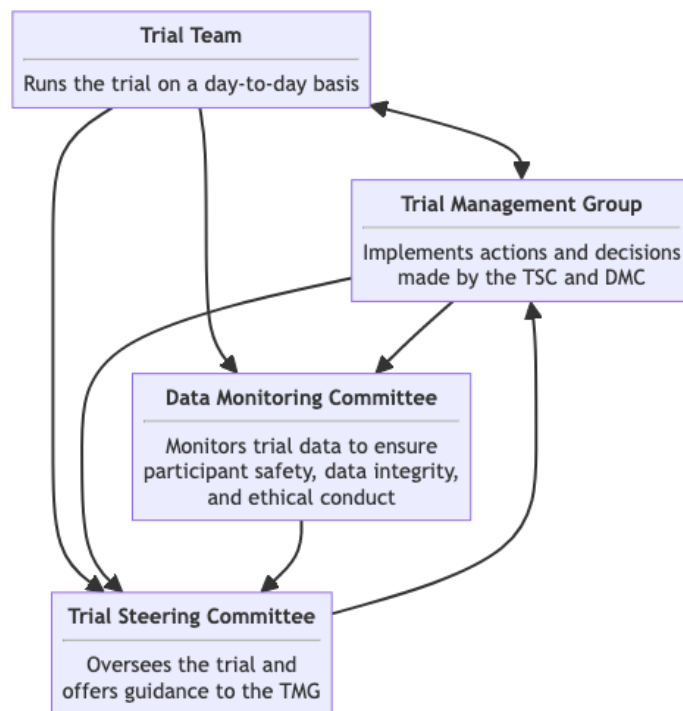 Trial Team
Runs the trial on a day-to-day basis
Trial Management Group
Implements actions and decisions
made by the TSC and DMC
Data Monitoring Committee
Monitors trial data to ensure
participant safety, data integrity,
and ethical conduct
Trial Steering Committee
Oversees the trial and
offers guidance to the TMG